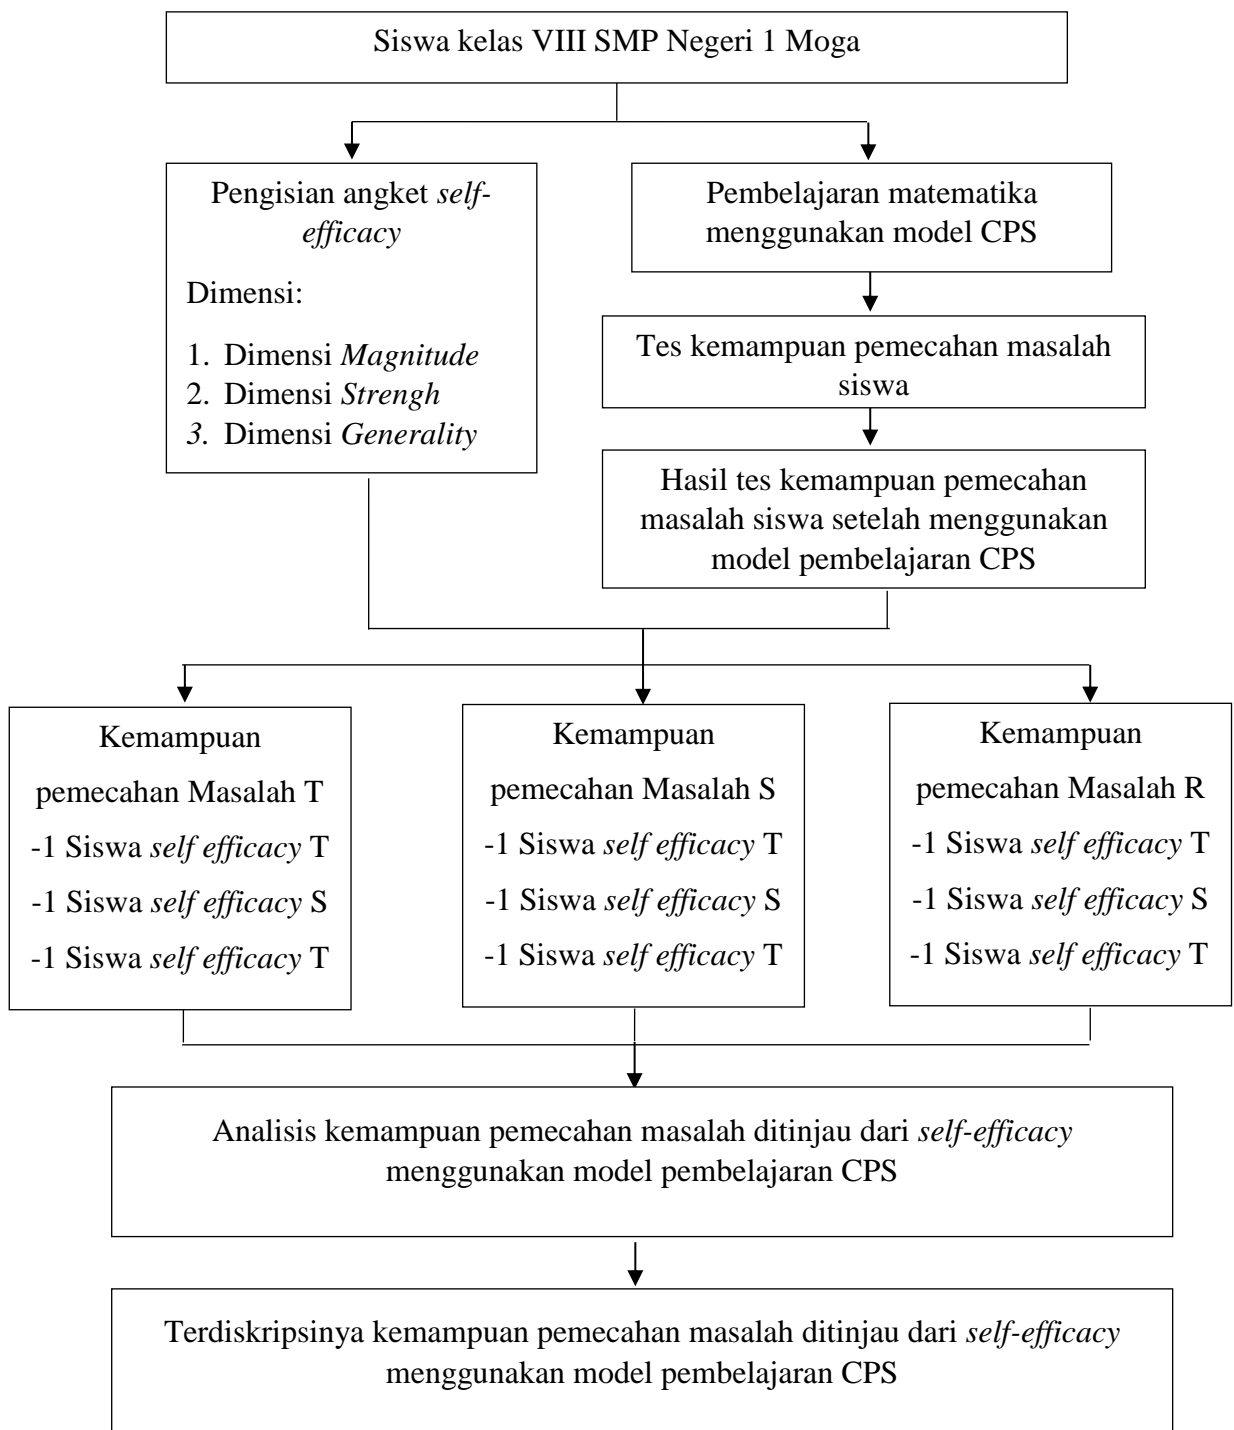 Siswa kelas VIII SMP Negeri 1 Moga
Pengisian angket self-
efficacy
Dimensi:
1. Dimensi Magnitude
2. Dimensi Strengh
3. Dimensi Generality
Pembelajaran matematika
menggunakan model CPS
Tes kemampuan pemecahan masalah
siswa
Hasil tes kemampuan pemecahan
masalah siswa setelah menggunakan
model pembelajaran CPS
Kemampuan
pemecahan Masalah T
-1 Siswa self efficacy T
-1 Siswa self efficacy S
-1 Siswa self efficacy T
Kemampuan
pemecahan Masalah S
-1 Siswa self efficacy T
-1 Siswa self efficacy S
-1 Siswa self efficacy T
Kemampuan
pemecahan Masalah R
-1 Siswa self efficacy T
-1 Siswa self efficacy S
-1 Siswa self efficacy T
Analisis kemampuan pemecahan masalah ditinjau dari self-efficacy
menggunakan model pembelajaran CPS
Terdiskripsinya kemampuan pemecahan masalah ditinjau dari self-efficacy
menggunakan model pembelajaran CPS